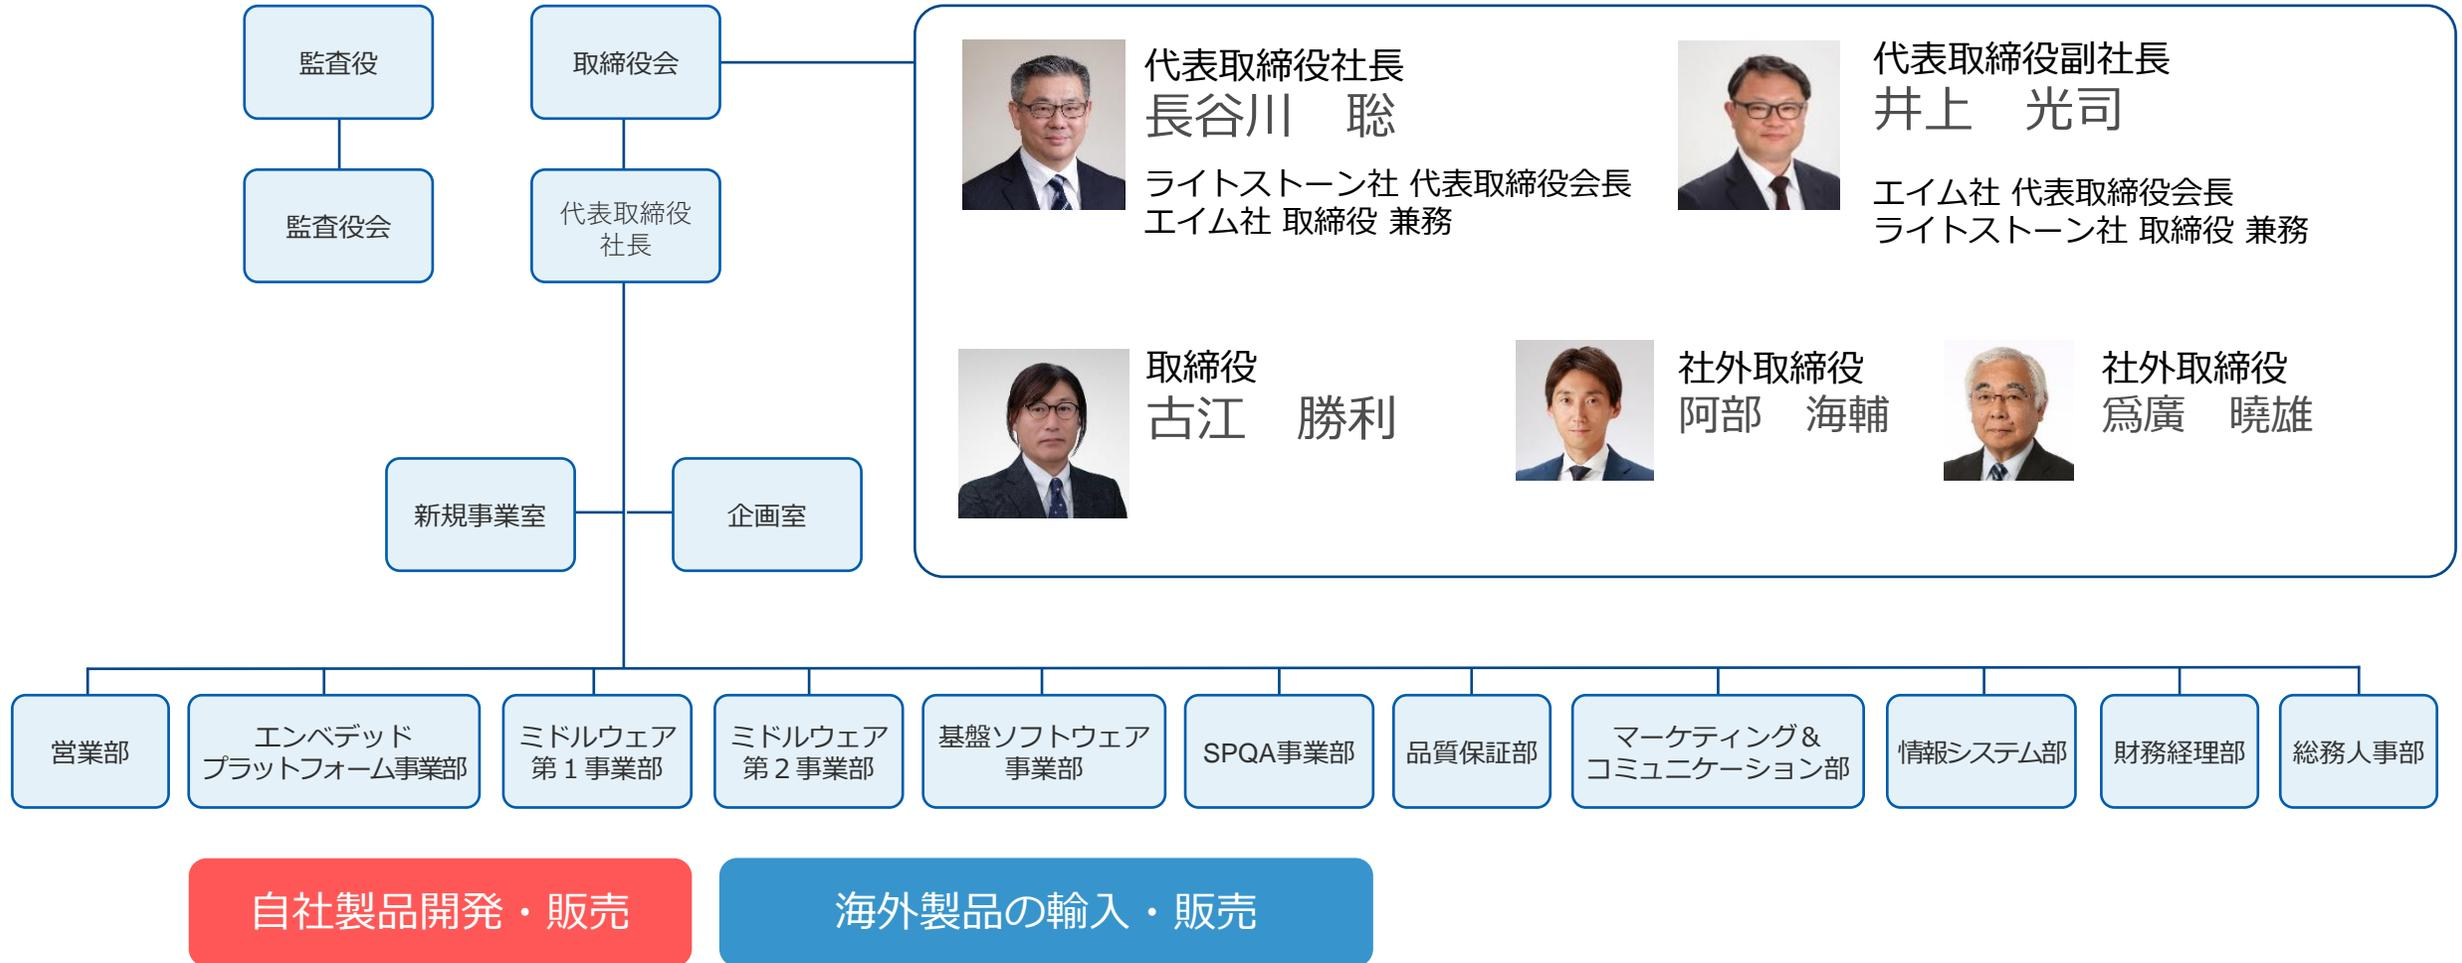 監査役
取締役会
監査役会
代表取締役
社長
代表取締役社長
長谷川　聡
ライトストーン社 代表取締役会長
エイム社 取締役 兼務
代表取締役副社長
井上　光司
エイム社 代表取締役会長
ライトストーン社 取締役 兼務
取締役
古江　勝利
社外取締役
阿部　海輔
社外取締役
爲廣　曉雄
新規事業室
企画室
営業部
エンベデッド
プラットフォーム事業部
ミドルウェア
第１事業部
ミドルウェア
第２事業部
基盤ソフトウェア
事業部
SPQA事業部
品質保証部
マーケティング＆
コミュニケーション部
情報システム部
財務経理部
総務人事部
自社製品開発・販売
海外製品の輸入・販売